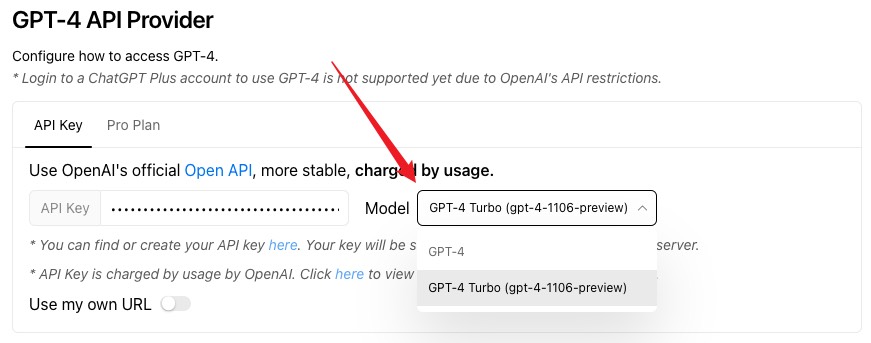 GPT-4 API Provider
Configure how to access GPT-4.
* Login to a ChatGPT Plus account to use GPT-4 is not supported yet due to OpenAI's API restrictions.
API Key Pro Plan
Use OpenAI's official Open API, more stable, charged by usage.
API Key ••••••••••••••••••••••••••••••••••••••• Model GPT-4 Turbo (gpt-4-1106-preview)
* You can find or create your API key here. Your key will be s server.
GPT-4
* API Key is charged by usage by OpenAI. Click here to view
GPT-4 Turbo (gpt-4-1106-preview)
Use my own URL